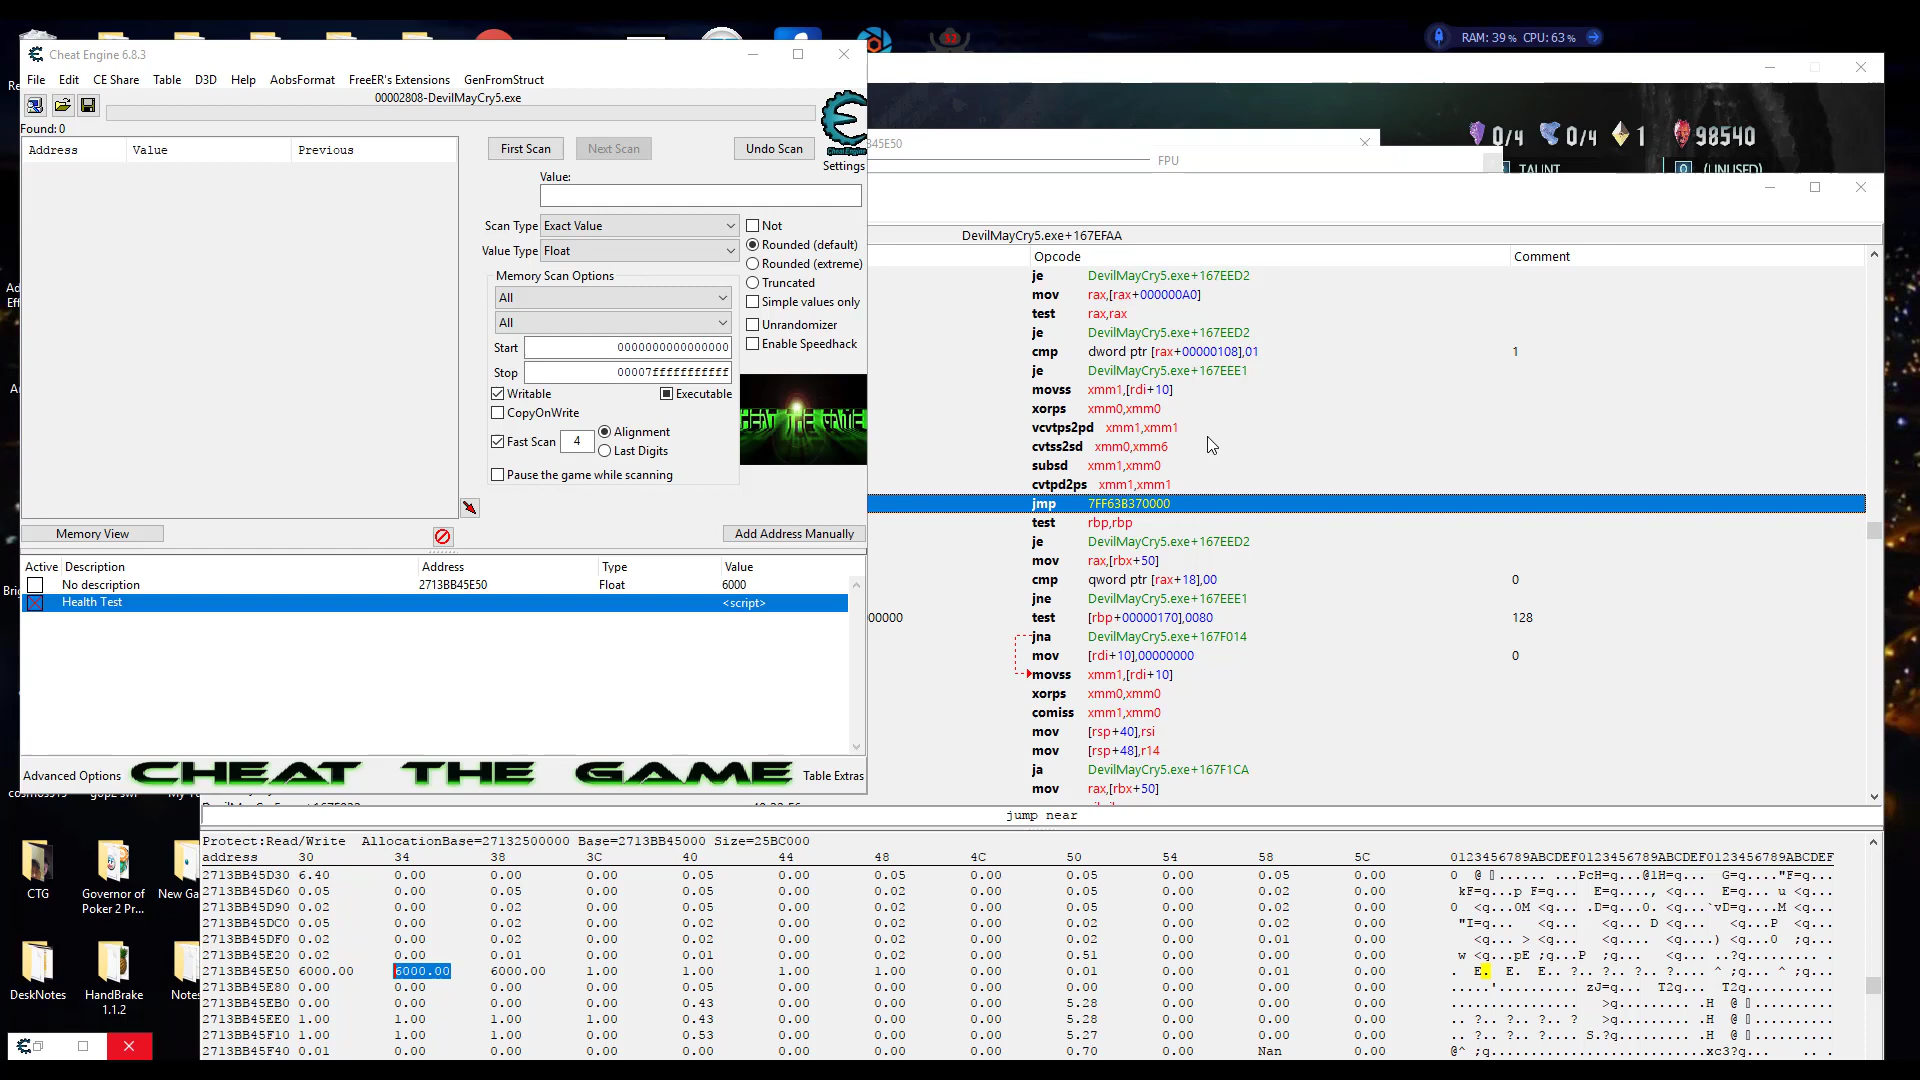 RAM: 39 % CPU: 63 %
Cheat Engine 6.8.3
File Edit CE Share Table D3D Help AobsFormat FreeER's Extensions GenFromStruct
00002808-DevilMayCry5.exe
Found: 0
Address Value Previous
First Scan Next Scan Undo Scan
Settings
Value:
Scan Type Exact Value Not
Value Type Float Rounded (default)
Rounded (extreme)
Memory Scan Options Truncated
All Simple values only
All Unrandomizer
Start 0000000000000000 Enable Speedhack
Stop 00007fffffffffff
Writable Executable
CopyOnWrite
Fast Scan 4 Alignment
Last Digits
Pause the game while scanning
CHEAT THE GAME
Memory View Add Address Manually
Active Description Address Type Value
No description 2713BB45E50 Float 6000
Health Test <script>
Advanced Options CHEAT THE GAME Table Extras
0/4 0/4 1 98540
TAUNT (UNUSED)
FPU
DevilMayCry5.exe+167EFAA
Opcode Comment
je DevilMayCry5.exe+167EED2
mov rax,[rax+000000A0]
test rax,rax
je DevilMayCry5.exe+167EED2
cmp dword ptr [rax+00000108],01 1
je DevilMayCry5.exe+167EEE1
movss xmm1,[rdi+10]
xorps xmm0,xmm0
vcvtps2pd xmm1,xmm1
cvtss2sd xmm0,xmm6
subsd xmm1,xmm0
cvtpd2ps xmm1,xmm1
jmp 7FF63B370000
test rbp,rbp
je DevilMayCry5.exe+167EED2
mov rax,[rbx+50]
cmp qword ptr [rax+18],00 0
jne DevilMayCry5.exe+167EEE1
test [rbp+00000170],0080 128
jna DevilMayCry5.exe+167F014
mov [rdi+10],00000000 0
movss xmm1,[rdi+10]
xorps xmm0,xmm0
comiss xmm1,xmm0
mov [rsp+40],rsi
mov [rsp+48],r14
ja DevilMayCry5.exe+167F1CA
mov rax,[rbx+50]
jump near
Protect:Read/Write AllocationBase=27132500000 Base=2713BB45000 Size=25BC000
address 30 34 38 3C 40 44 48 4C 50 54 58 5C 0123456789ABCDEF0123456789ABCDEF0123456789ABCDEF
2713BB45D30 6.40 0.00 0.00 0.00 0.05 0.00 0.05 0.00 0.05 0.00 0.05 0.00
2713BB45D60 0.05 0.00 0.05 0.00 0.05 0.00 0.02 0.00 0.05 0.00 0.02 0.00
2713BB45D90 0.02 0.00 0.02 0.00 0.05 0.00 0.02 0.00 0.05 0.00 0.02 0.00
2713BB45DC0 0.05 0.00 0.02 0.00 0.02 0.00 0.02 0.00 0.02 0.00 0.02 0.00
2713BB45DF0 0.02 0.00 0.02 0.00 0.02 0.00 0.02 0.00 0.02 0.00 0.01 0.00
2713BB45E20 0.02 0.00 0.01 0.00 0.02 0.00 0.02 0.00 0.51 0.00 0.00 0.00
2713BB45E50 6000.00 6000.00 6000.00 1.00 1.00 1.00 1.00 0.00 0.01 0.00 0.01 0.00
2713BB45E80 0.00 0.00 0.00 0.00 0.05 0.00 0.00 0.00 0.05 0.00 0.05 0.00
2713BB45EB0 0.00 0.00 0.00 0.00 0.43 0.00 0.00 0.00 5.28 0.00 0.00 0.00
2713BB45EE0 1.00 1.00 1.00 1.00 0.43 0.00 0.00 0.00 5.28 0.00 0.00 0.00
2713BB45F10 1.00 1.00 1.00 1.00 0.53 0.00 0.00 0.00 5.27 0.00 0.00 0.00
2713BB45F40 0.01 0.00 0.00 0.00 0.00 0.00 0.00 0.00 0.70 0.00 Nan 0.00
CTG
Governor of Poker 2 Pr...
New Ga
DeskNotes
HandBrake 1.1.2
Notes